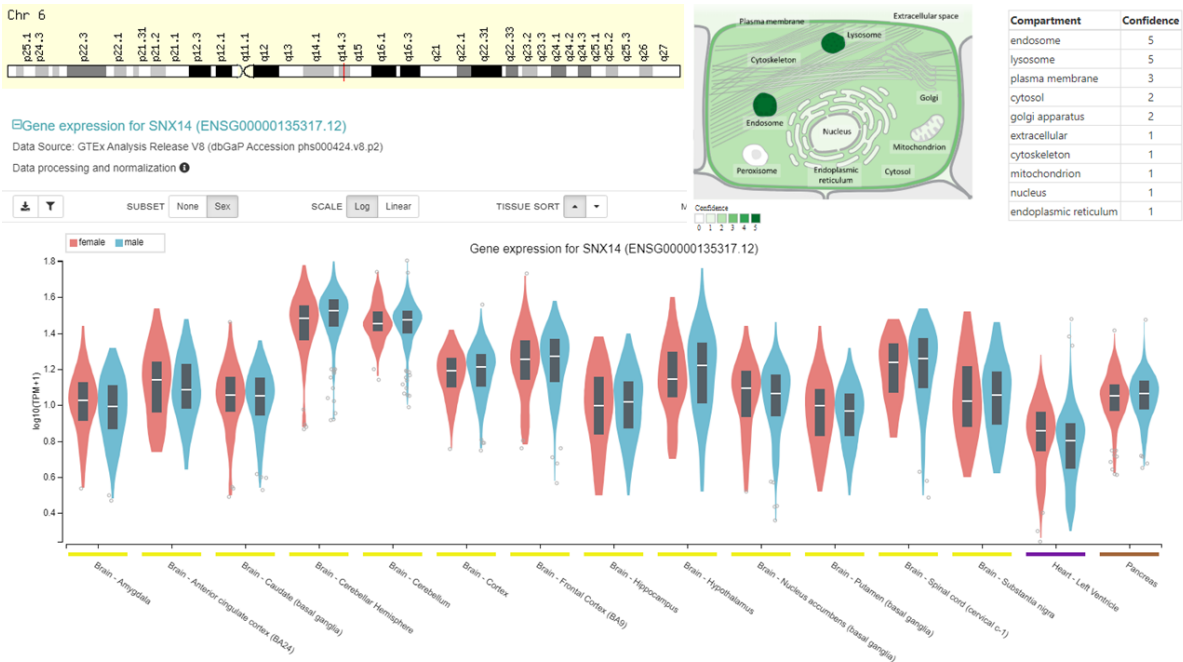 Chr 6
p25.1
p24.3
p22.3
p22.1
p21.31
p21.2
p21.1
p12.3
p12.1
q11.1
q12
q13
q14.1
q14.3
q15
q16.1
q16.3
q21
q22.1
q22.31
q22.33
q23.2
q23.3
q24.1
q24.2
q24.3
q25.1
q25.2
q25.3
q26
q27
Gene expression for SNX14 (ENSG00000135317.12)
Data Source: GTEx Analysis Release V8 (dbGaP Accession phs000424.v8.p2)
Data processing and normalization
SUBSET None Sex SCALE Log Linear TISSUE SORT M
Plasma membrane
Extracellular space
Lysosome
Cytoskeleton
Golgi
Endosome
Nucleus
Mitochondrion
Peroxisome
Endoplasmic
reticulum
Cytosol
Confidence
0 1 2 3 4 5
Compartment Confidence
endosome 5
lysosome 5
plasma membrane 3
cytosol 2
golgi apparatus 2
extracellular 1
cytoskeleton 1
mitochondrion 1
nucleus 1
endoplasmic reticulum 1
female male
Gene expression for SNX14 (ENSG00000135317.12)
log10(TPM+1)
1.8
1.6
1.4
1.2
1.0
0.8
0.6
0.4
Brain - Amygdala
Brain - Anterior cingulate cortex (BA24)
Brain - Caudate (basal ganglia)
Brain - Cerebellar Hemisphere
Brain - Cerebellum
Brain - Cortex
Brain - Frontal Cortex (BA9)
Brain - Hippocampus
Brain - Hypothalamus
Brain - Nucleus accumbens (basal ganglia)
Brain - Putamen (basal ganglia)
Brain - Spinal cord (cervical c-1)
Brain - Substantia nigra
Heart - Left Ventricle
Pancreas